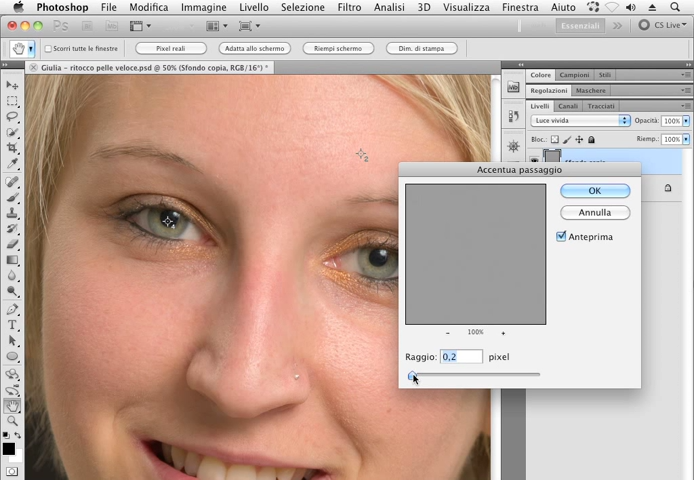 Photoshop File Modifica Immagine Livello Selezione Filtro Analisi 3D Visualizza Finestra Aiuto
Ps Essenziali CS Live
Scorri tutte le finestre Pixel reali Adatta allo schermo Riempi schermo Dim. di stampa
Giulia - ritocco pelle veloce.psd @ 50% (Sfondo copia, RGB/16*) *
Colore Campioni Stili
Regolazioni Maschere
Livelli Canali Tracciati
Luce vivida Opacità: 100%
Bloc.: Riemp.: 100%
Accentua passaggio
OK
Annulla
Anteprima
100%
Raggio: 0,2 pixel